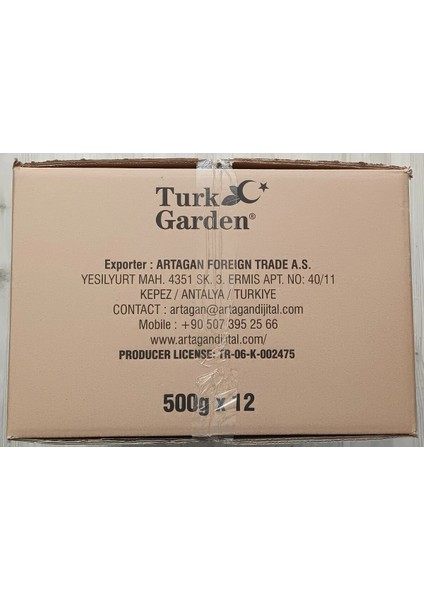 Turk
Garden®
Exporter : ARTAGAN FOREIGN TRADE A.S.
YESILYURT MAH. 4351 SK. 3. ERMIS APT. NO: 40/11
KEPEZ / ANTALYA / TURKIYE
CONTACT : artagan@artagandijital.com
Mobile : +90 507 395 25 66
www.artagandijital.com/
PRODUCER LICENSE: TR-06-K-002475
500g x 12